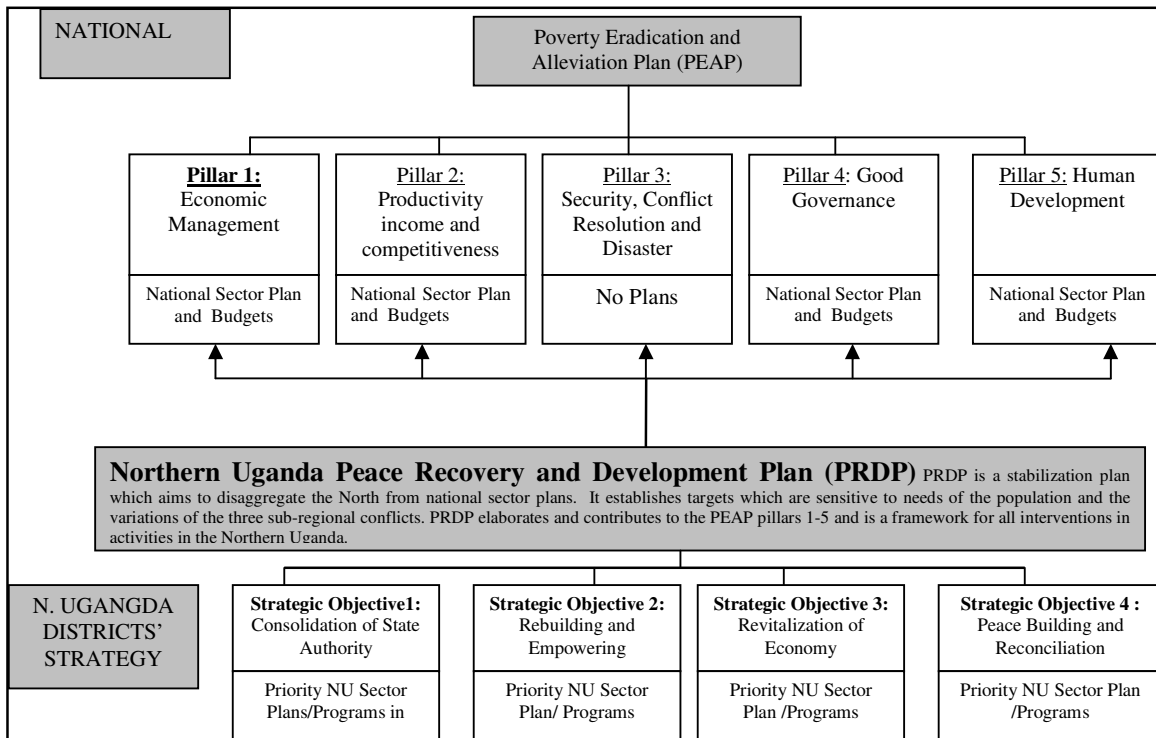 NATIONAL
Poverty Eradication and
Alleviation Plan (PEAP)
Pillar 1:
Economic
Management
National Sector Plan
and Budgets
Pillar 2:
Productivity
income and
competitiveness
National Sector Plan
and Budgets
Pillar 3:
Security, Conflict
Resolution and
Disaster
No Plans
Pillar 4: Good
Governance
National Sector Plan
and Budgets
Pillar 5: Human
Development
National Sector Plan
and Budgets
Northern Uganda Peace Recovery and Development Plan (PRDP) PRDP is a stabilization plan
which aims to disaggregate the North from national sector plans. It establishes targets which are sensitive to needs of the population and the
variations of the three sub-regional conflicts. PRDP elaborates and contributes to the PEAP pillars 1-5 and is a framework for all interventions in
activities in the Northern Uganda.
N. UGANGDA
DISTRICTS’
STRATEGY
Strategic Objective1:
Consolidation of State
Authority
Priority NU Sector
Plans/Programs in
Strategic Objective 2:
Rebuilding and
Empowering
Priority NU Sector
Plan/ Programs
Strategic Objective 3:
Revitalization of
Economy
Priority NU Sector
Plan /Programs
Strategic Objective 4 :
Peace Building and
Reconciliation
Priority NU Sector Plan
/Programs